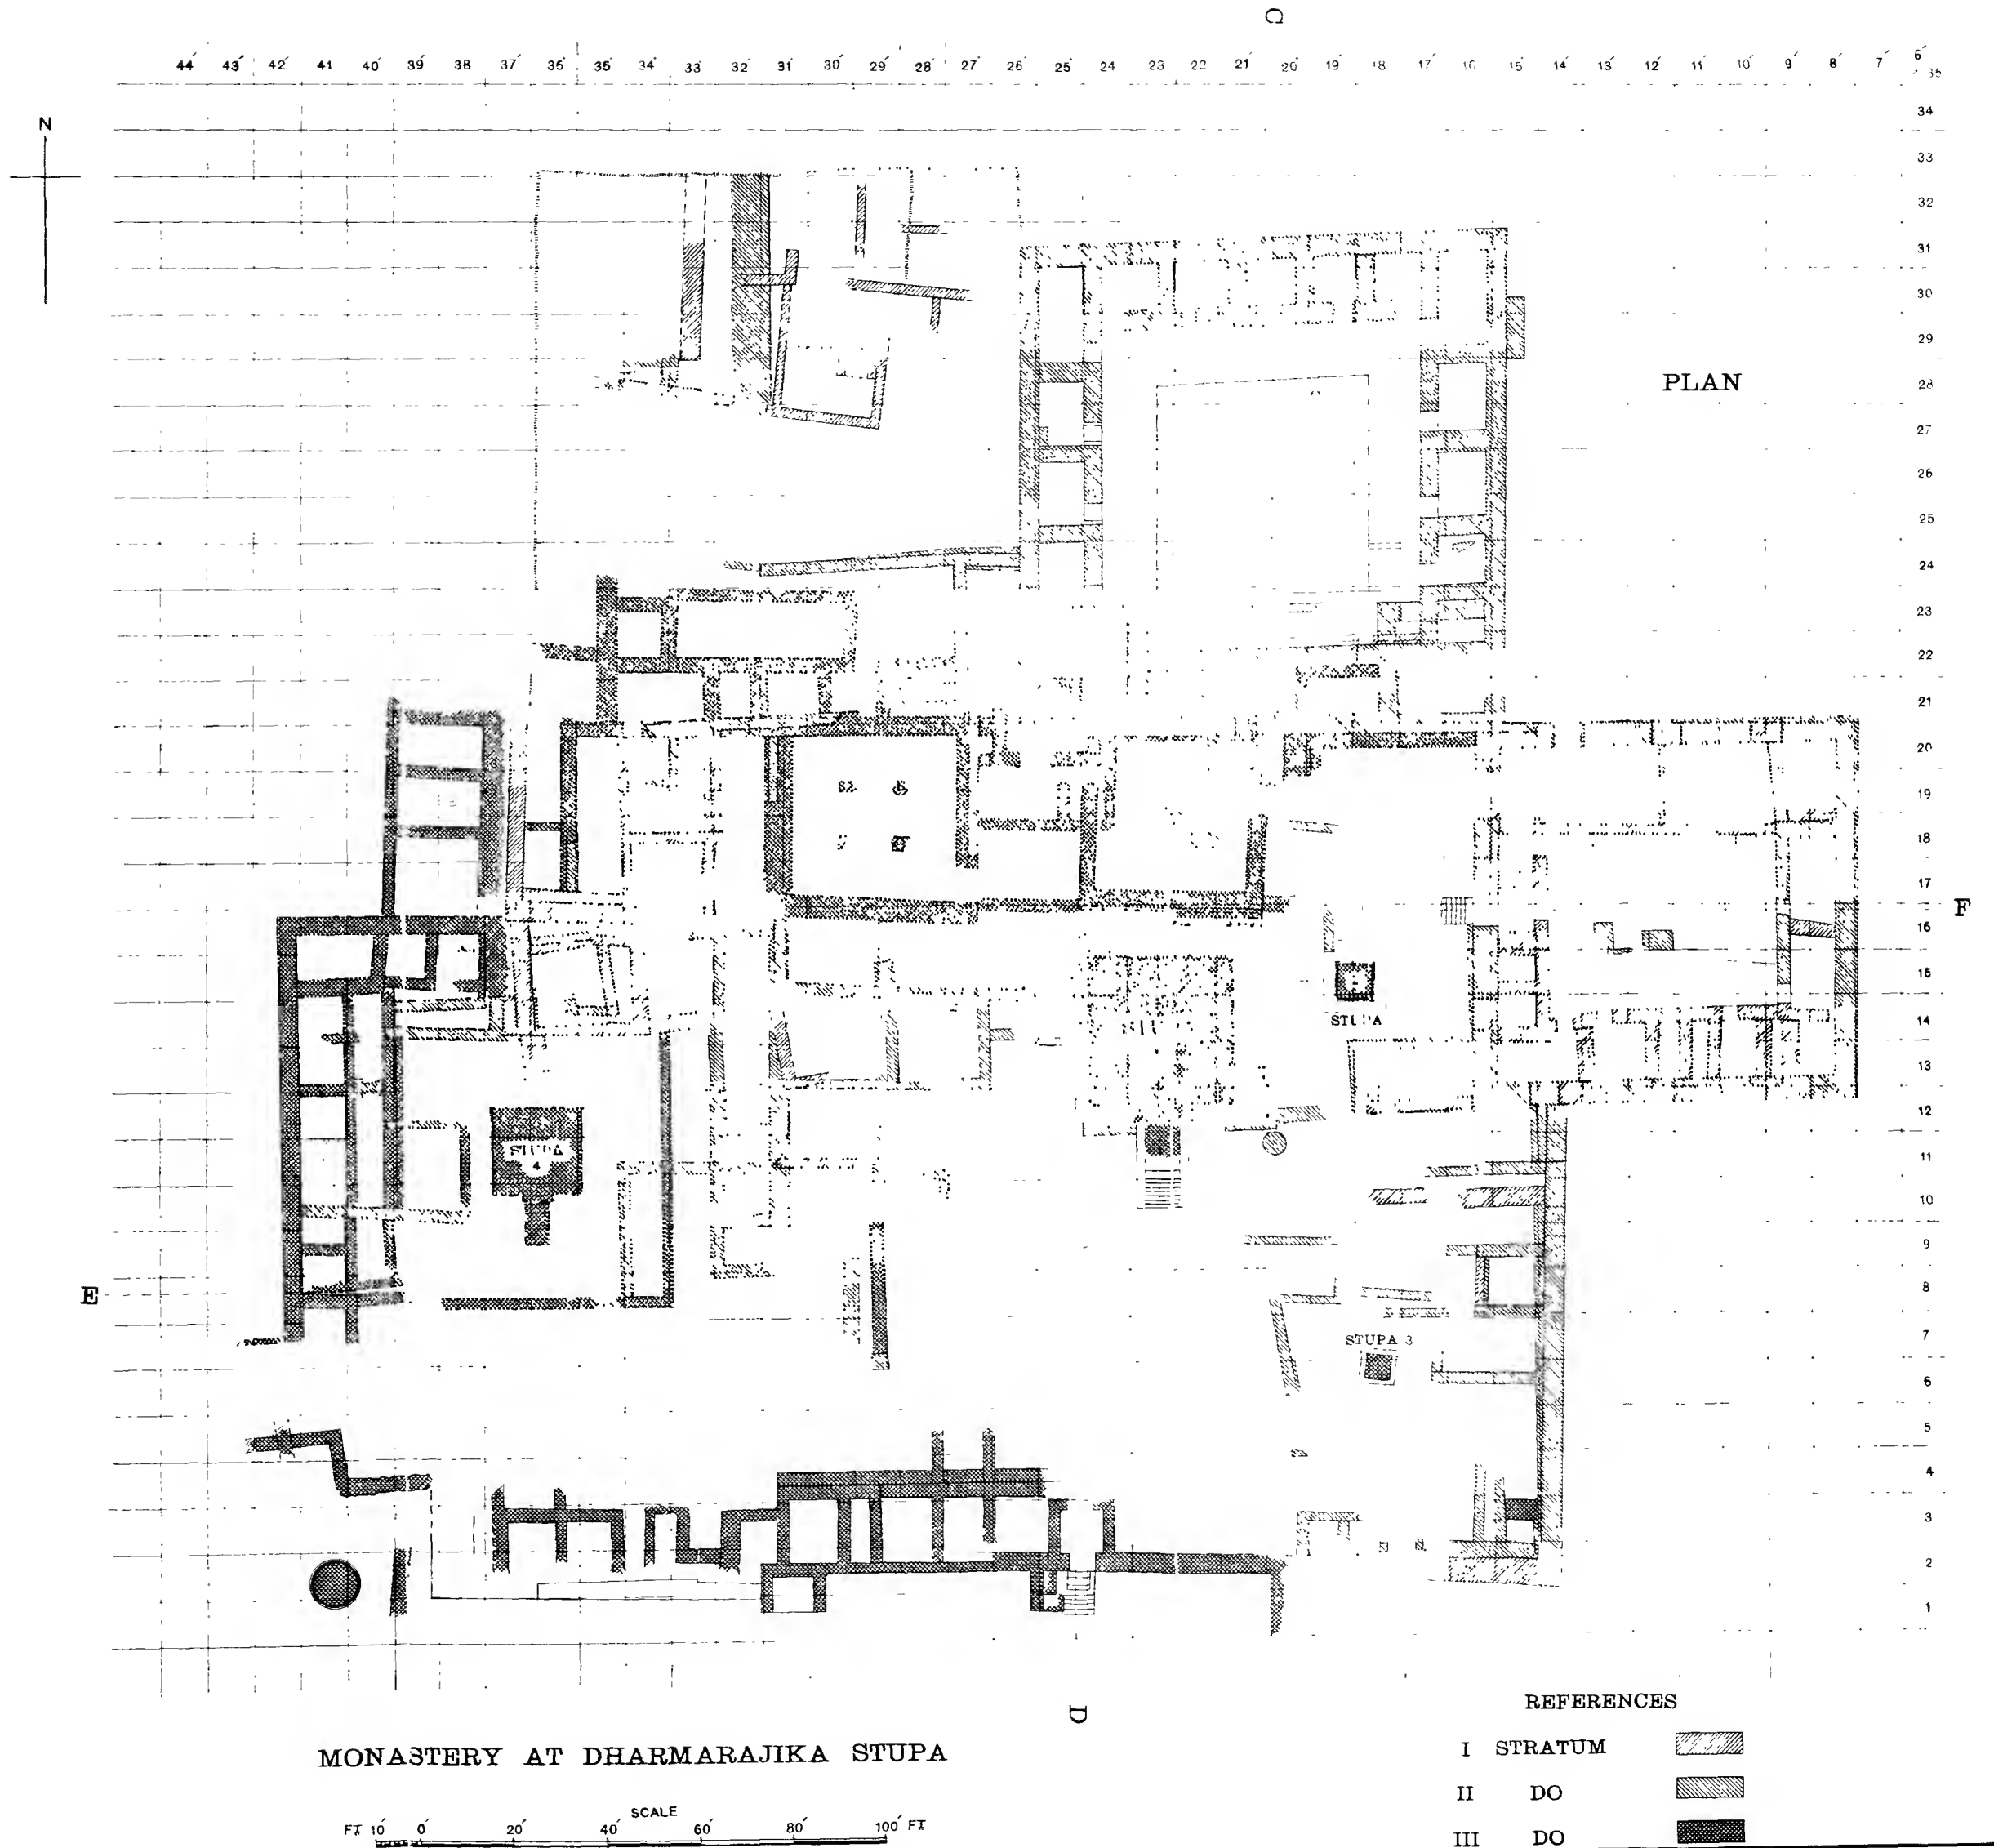 C
44′ 43′ 42′ 41 40′ 39′ 38 37′ 36′ 35 34′ 33′ 32′ 31′ 30′ 29′ 28′ 27′ 26′ 25′ 24 23 22 21′ 20′ 19′ 18 17′ 16 15′ 14′ 13′ 12′ 11′ 10′ 9′ 8′ 7′ 6′
35
34
N
33
32
31
30
29
28
PLAN
27
26
25
24
23
22
21
20
19
18
17
16
F
15
STUPA
14
13
12
STUPA
4
11
10
9
E
8
7
STUPA 3
6
5
4
3
2
1
D
REFERENCES
MONASTERY AT DHARMARAJIKA STUPA
I STRATUM
II DO
III DO
SCALE
FT 10′ 0′ 20′ 40′ 60′ 80′ 100′ FT